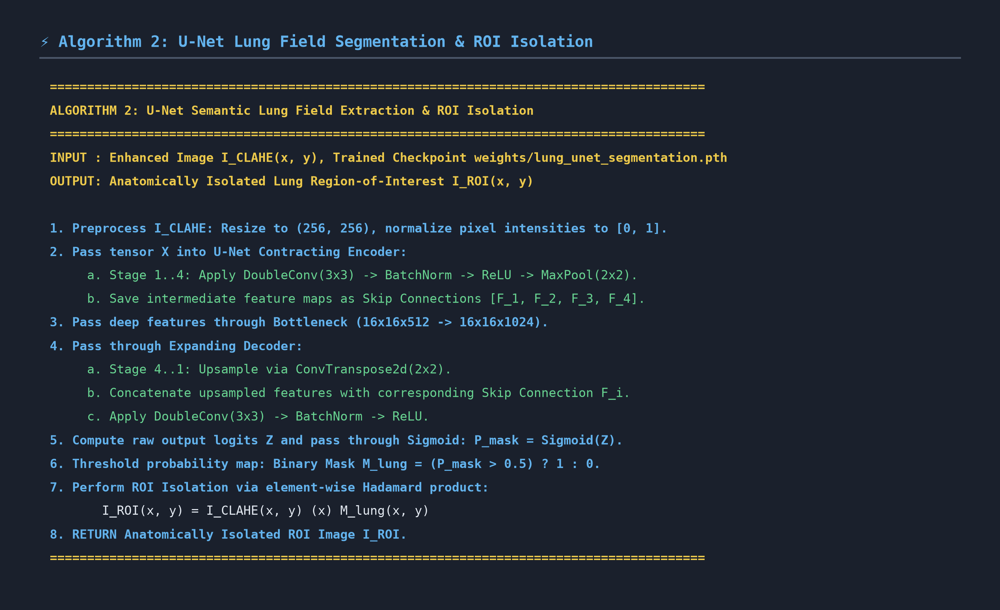 ⚡ Algorithm 2: U-Net Lung Field Segmentation & ROI Isolation
========================================================================================
ALGORITHM 2: U-Net Semantic Lung Field Extraction & ROI Isolation
========================================================================================
INPUT : Enhanced Image I_CLAHE(x, y), Trained Checkpoint weights/lung_unet_segmentation.pth
OUTPUT: Anatomically Isolated Lung Region-of-Interest I_ROI(x, y)
1. Preprocess I_CLAHE: Resize to (256, 256), normalize pixel intensities to [0, 1].
2. Pass tensor X into U-Net Contracting Encoder:
a. Stage 1..4: Apply DoubleConv(3x3) -> BatchNorm -> ReLU -> MaxPool(2x2).
b. Save intermediate feature maps as Skip Connections [F_1, F_2, F_3, F_4].
3. Pass deep features through Bottleneck (16x16x512 -> 16x16x1024).
4. Pass through Expanding Decoder:
a. Stage 4..1: Upsample via ConvTranspose2d(2x2).
b. Concatenate upsampled features with corresponding Skip Connection F_i.
c. Apply DoubleConv(3x3) -> BatchNorm -> ReLU.
5. Compute raw output logits Z and pass through Sigmoid: P_mask = Sigmoid(Z).
6. Threshold probability map: Binary Mask M_lung = (P_mask > 0.5) ? 1 : 0.
7. Perform ROI Isolation via element-wise Hadamard product:
I_ROI(x, y) = I_CLAHE(x, y) (x) M_lung(x, y)
8. RETURN Anatomically Isolated ROI Image I_ROI.
========================================================================================